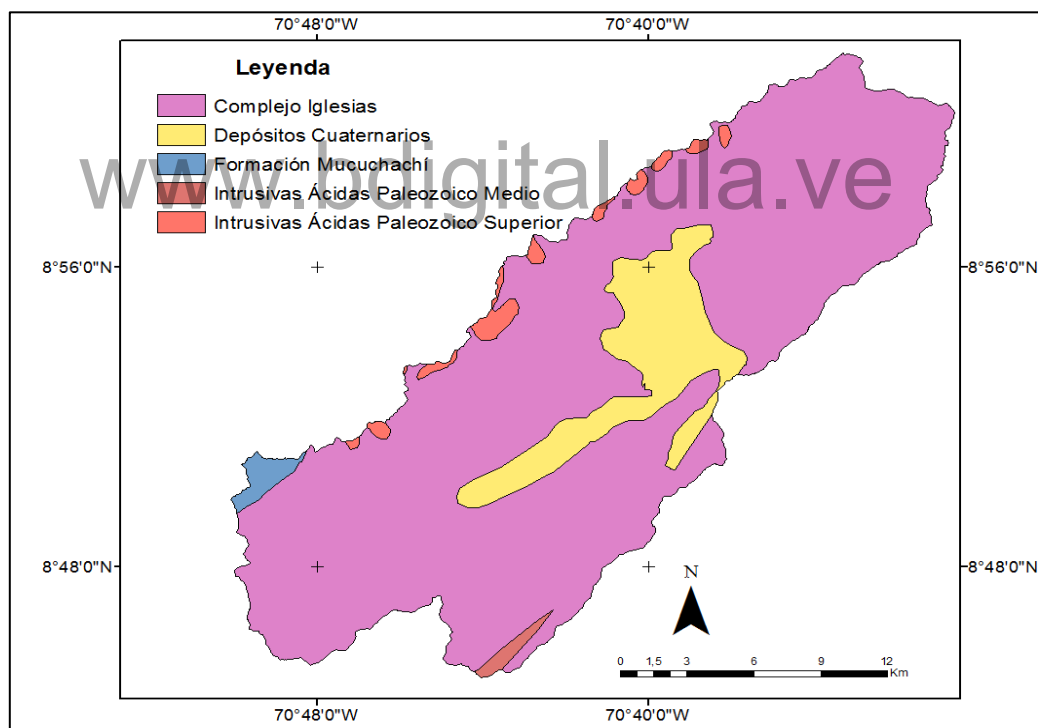 70°48'0"W 70°40'0"W
Leyenda
Complejo Iglesias
Depósitos Cuaternarios
www.bdigital.ula.ve
Formación Mucuchachí
Intrusivas Ácidas Paleozoico Medio
Intrusivas Ácidas Paleozoico Superior
8°56'0"N 8°56'0"N
8°48'0"N 8°48'0"N
N
0 1,5 3 6 9 12
Km
70°48'0"W 70°40'0"W